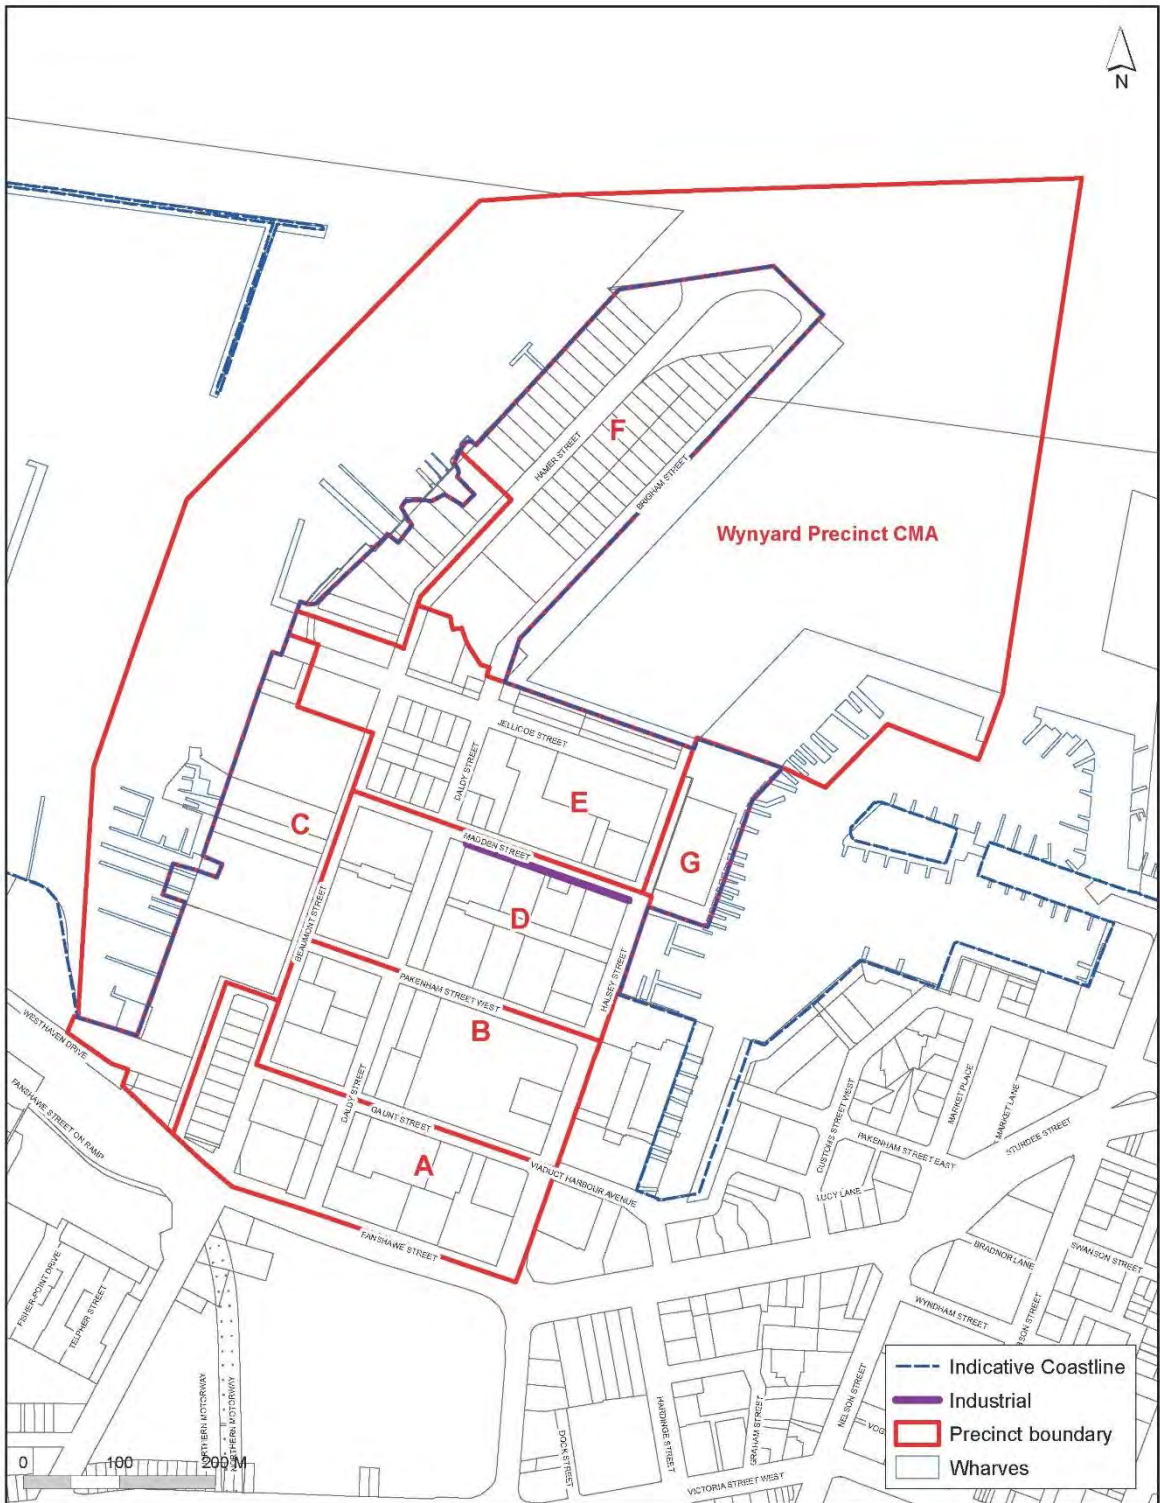 N
F
HAMER STREET
BRIGHAM STREET
Wynyard Precinct CMA
JELLICOE STREET
DALDY STREET
E
C
MADDEN STREET
G
D
BEAUMONT STREET
HALSEY STREET
PAKENHAM STREET WEST
B
WESTHAVEN DRIVE
FANSHAWE STREET ON RAMP
DALDY STREET
GAUNT STREET
A
VIADUCT HARBOUR AVENUE
FANSHAWE STREET
CUSTOMS STREET WEST
MARKET PLACE
MARKET LANE
STURDEE STREET
PAKENHAM STREET EAST
LUCY LANE
BRADNOR LANE
SWANSON STREET
FISHER-POINT DRIVE
TELPHER STREET
WYNDHAM STREET
NELSON STREET
HARDINGE STREET
GRAHAM STREET
DOCK STREET
VICTORIA STREET WEST
NORTHERN MOTORWAY
NORTHERN MOTORWAY
0 100 200 M
Indicative Coastline
Industrial
Precinct boundary
Wharves